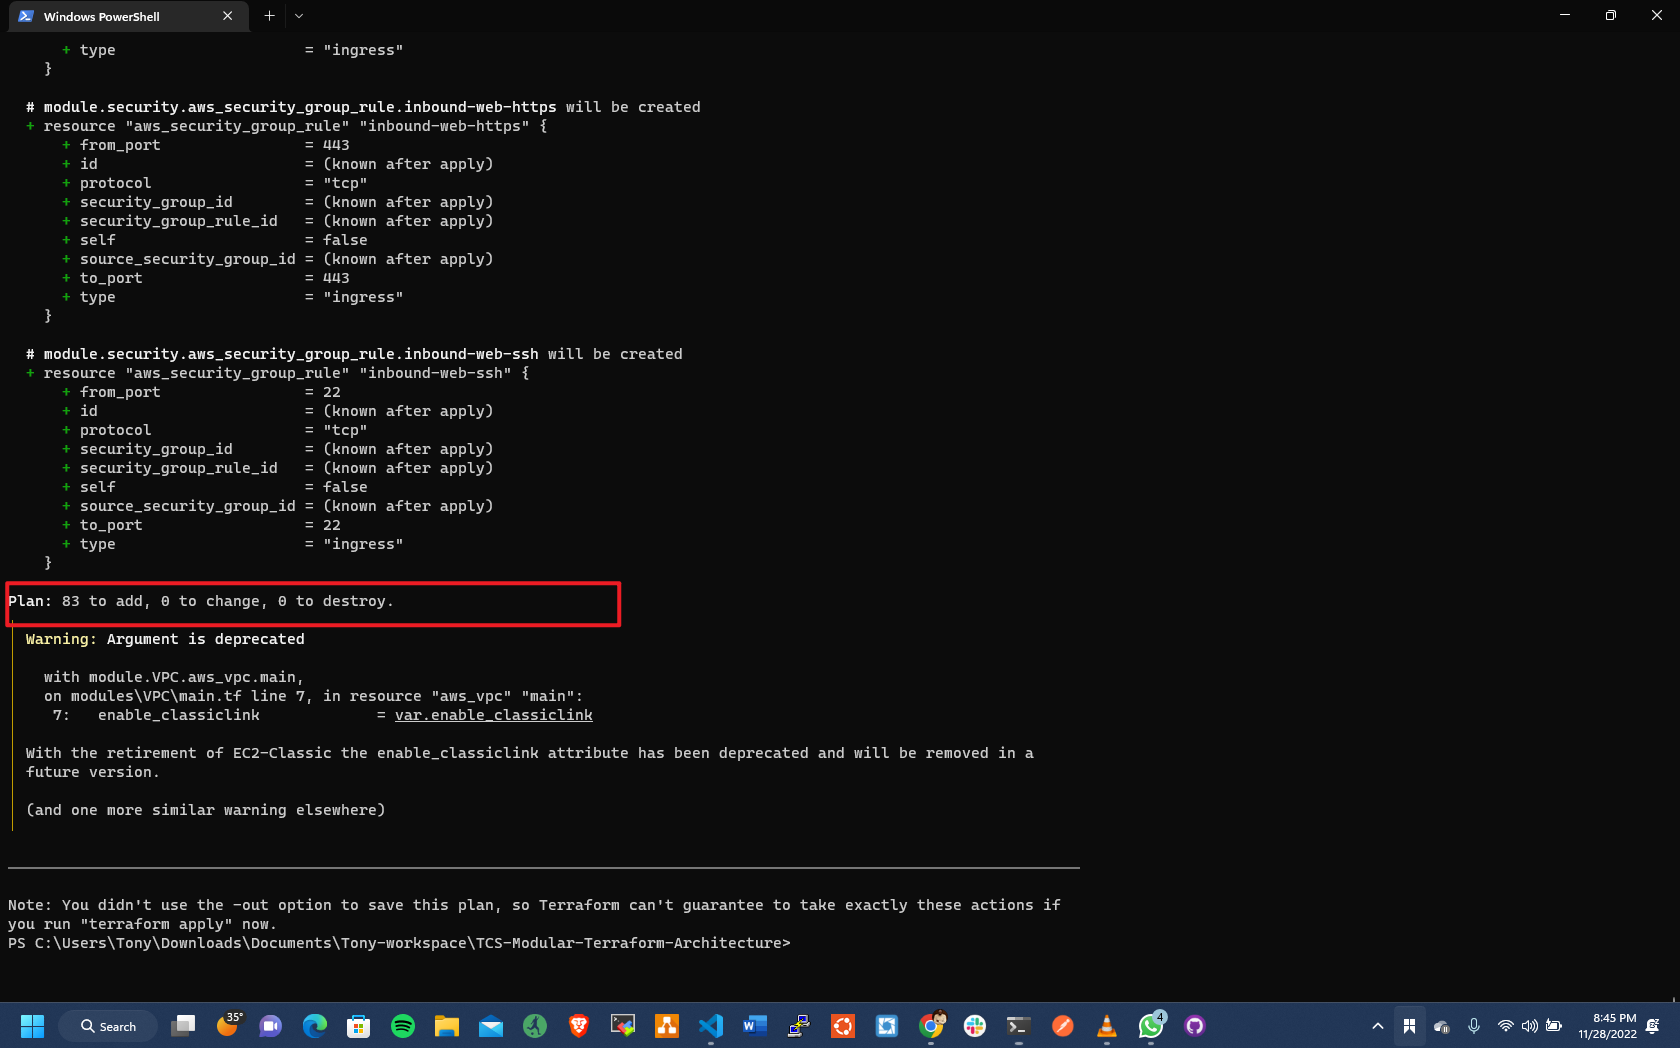 Windows PowerShell
+ type = "ingress"
}
# module.security.aws_security_group_rule.inbound-web-https will be created
+ resource "aws_security_group_rule" "inbound-web-https" {
+ from_port = 443
+ id = (known after apply)
+ protocol = "tcp"
+ security_group_id = (known after apply)
+ security_group_rule_id = (known after apply)
+ self = false
+ source_security_group_id = (known after apply)
+ to_port = 443
+ type = "ingress"
}
# module.security.aws_security_group_rule.inbound-web-ssh will be created
+ resource "aws_security_group_rule" "inbound-web-ssh" {
+ from_port = 22
+ id = (known after apply)
+ protocol = "tcp"
+ security_group_id = (known after apply)
+ security_group_rule_id = (known after apply)
+ self = false
+ source_security_group_id = (known after apply)
+ to_port = 22
+ type = "ingress"
}
Plan: 83 to add, 0 to change, 0 to destroy.
Warning: Argument is deprecated
with module.VPC.aws_vpc.main,
on modules\VPC\main.tf line 7, in resource "aws_vpc" "main":
7: enable_classiclink = var.enable_classiclink
With the retirement of EC2-Classic the enable_classiclink attribute has been deprecated and will be removed in a
future version.
(and one more similar warning elsewhere)
Note: You didn't use the -out option to save this plan, so Terraform can't guarantee to take exactly these actions if
you run "terraform apply" now.
PS C:\Users\Tony\Downloads\Documents\Tony-workspace\TCS-Modular-Terraform-Architecture>
Search
35°
4
8:45 PM
11/28/2022